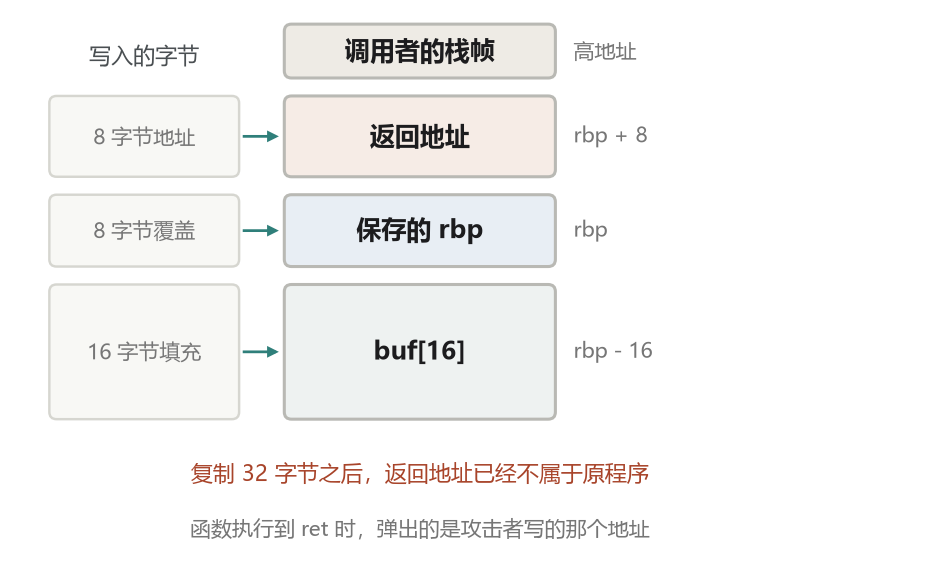 写入的字节
调用者的栈帧
高地址
8 字节地址
返回地址
rbp + 8
8 字节覆盖
保存的 rbp
rbp
16 字节填充
buf[16]
rbp - 16
复制 32 字节之后，返回地址已经不属于原程序
函数执行到 ret 时，弹出的是攻击者写的那个地址